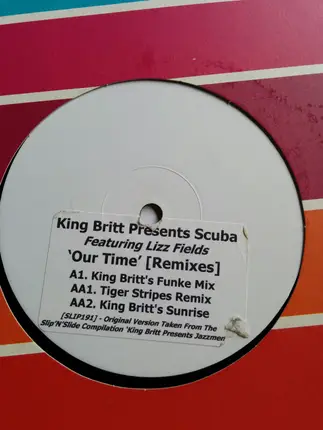 King Britt Presents Scuba
Featuring Lizz Fields
‘Our Time’ [Remixes]
A1. King Britt's Funke Mix
AA1. Tiger Stripes Remix
AA2. King Britt's Sunrise
[SLIP191] - Original Version Taken From The
Slip'N'Slide Compilation 'King Britt Presents Jazzmen